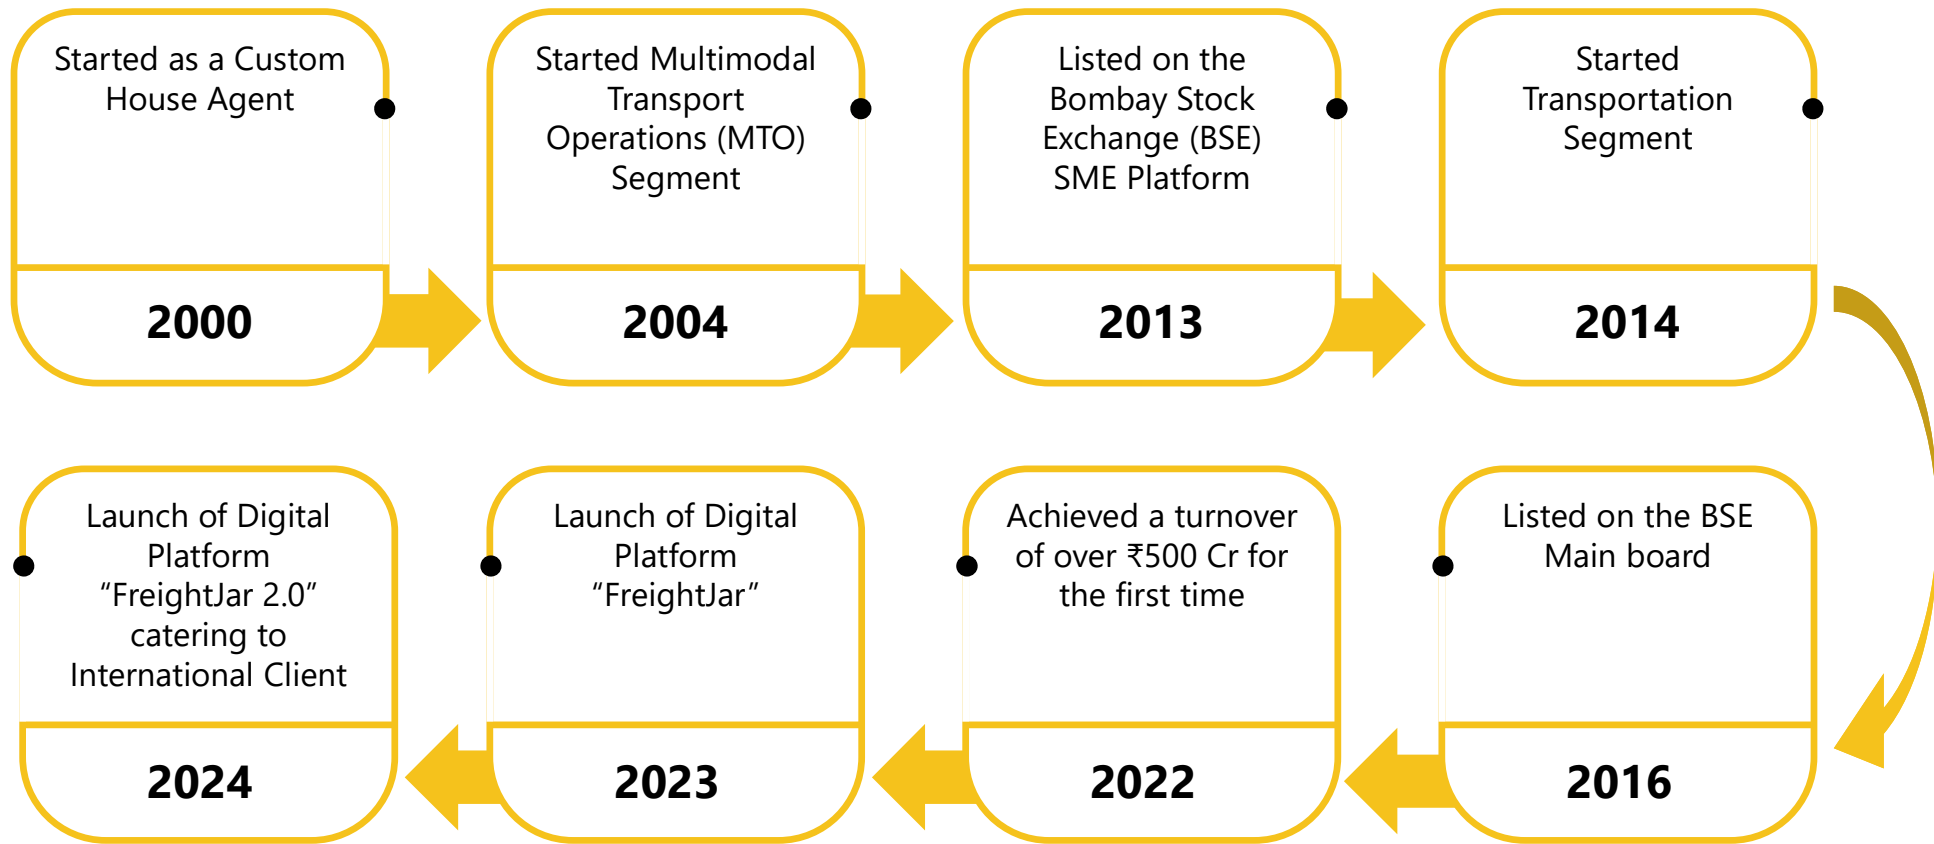 Started as a Custom
House Agent
2000
Started Multimodal
Transport
Operations (MTO)
Segment
2004
Listed on the
Bombay Stock
Exchange (BSE)
SME Platform
2013
Started
Transportation
Segment
2014
Listed on the BSE
Main board
2016
Achieved a turnover
of over ₹500 Cr for
the first time
2022
Launch of Digital
Platform
“FreightJar”
2023
Launch of Digital
Platform
“FreightJar 2.0”
catering to
International Client
2024